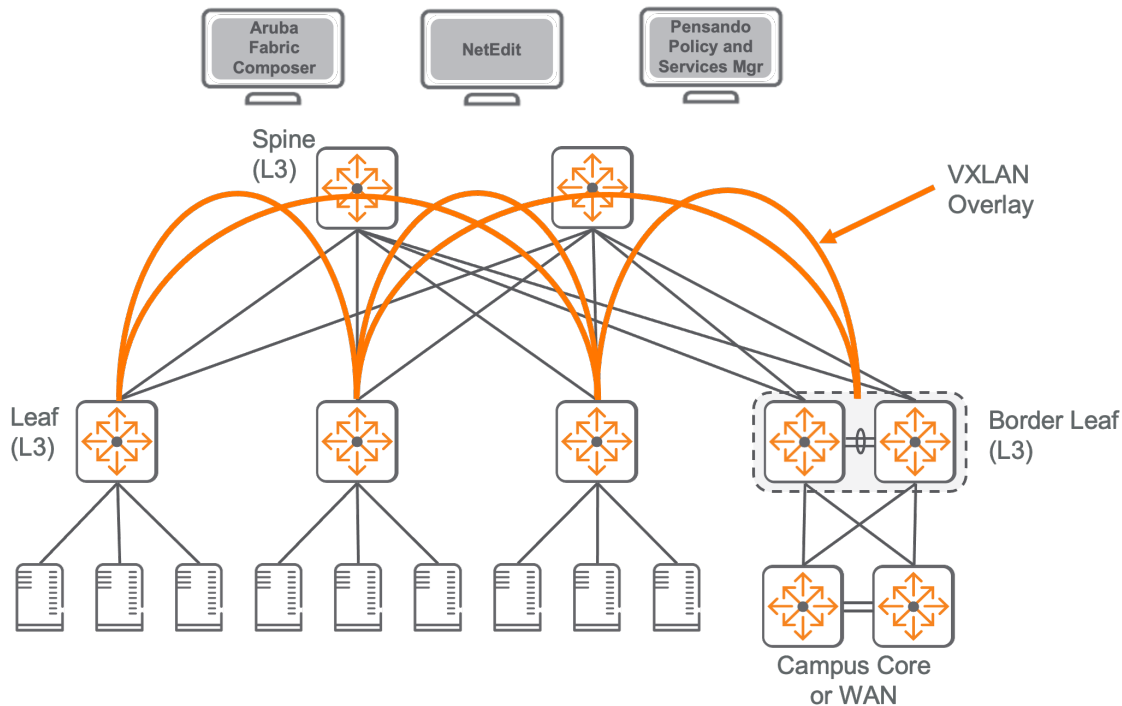 Aruba
Fabric
Composer
NetEdit
Pensando
Policy and
Services Mgr
Spine
(L3)
VXLAN
Overlay
Leaf
(L3)
Border Leaf
(L3)
Campus Core
or WAN